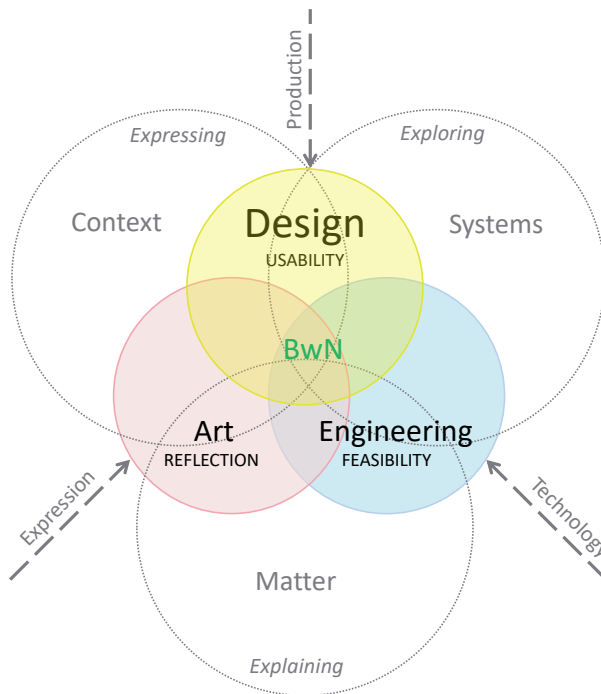 Production
Expressing
Exploring
Context
Design
Systems
USABILITY
BwN
Art
Engineering
REFLECTION
FEASIBILITY
Expression
Technology
Matter
Explaining